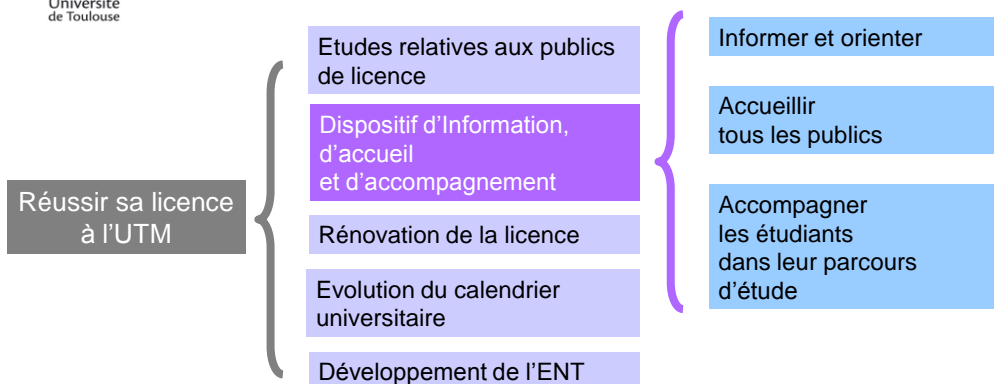 Université
de Toulouse
Réussir sa licence
à l'UTM
Etudes relatives aux publics
de licence
Dispositif d'Information,
d'accueil
et d'accompagnement
Rénovation de la licence
Evolution du calendrier
universitaire
Développement de l'ENT
Informer et orienter
Accueillir
tous les publics
Accompagner
les étudiants
dans leur parcours
d'étude